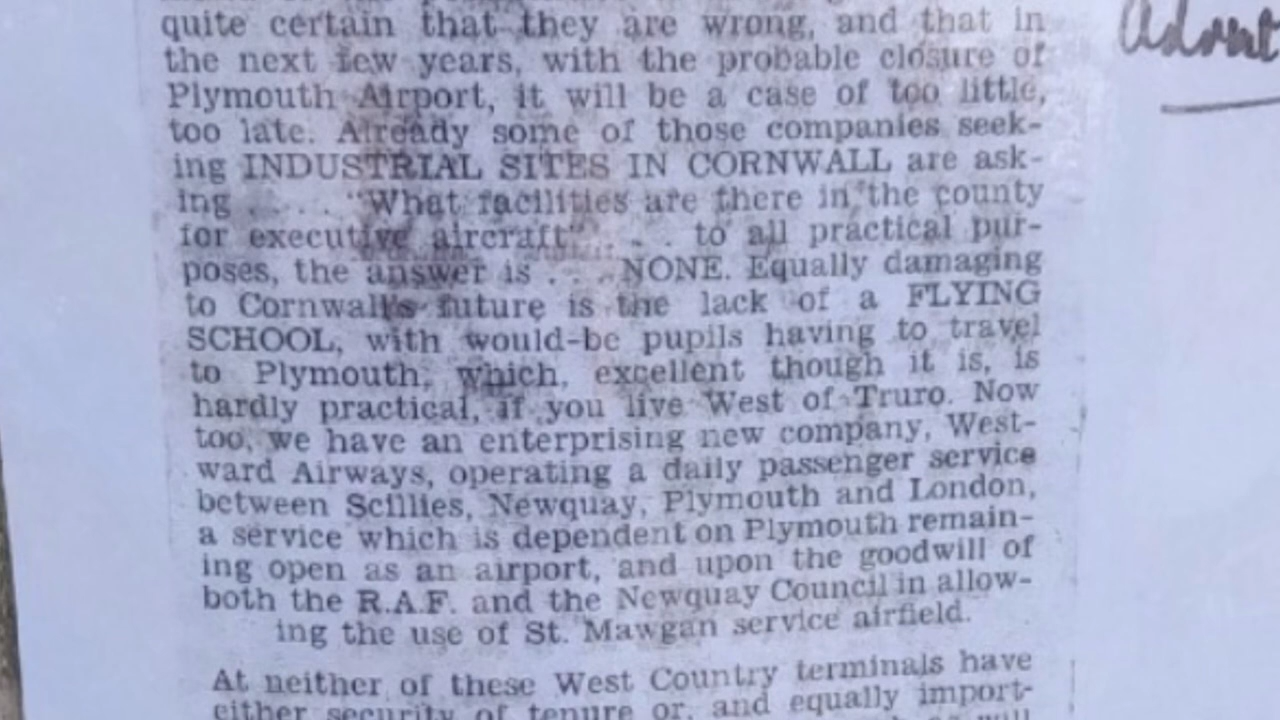 quite certain that they are wrong, and that in
the next few years, with the probable closure of
Plymouth Airport, it will be a case of too little,
too late. Already some of those companies seek-
ing INDUSTRIAL SITES IN CORNWALL are ask-
ing . . . . . "What facilities are there in the county
for executive aircraft" . . . . to all practical pur-
poses, the answer is . . . . NONE. Equally damaging
to Cornwall's future is the lack of a FLYING
SCHOOL, with would-be pupils having to travel
to Plymouth, which, excellent though it is, is
hardly practical, if you live West of Truro. Now
too, we have an enterprising new company, West-
ward Airways, operating a daily passenger service
between Scillies, Newquay, Plymouth and London,
a service which is dependent on Plymouth remain-
ing open as an airport, and upon the goodwill of
both the R.A.F. and the Newquay Council in allow-
ing the use of St. Mawgan service airfield.
At neither of these West Country terminals have
either security of tenure or, and equally import-
will